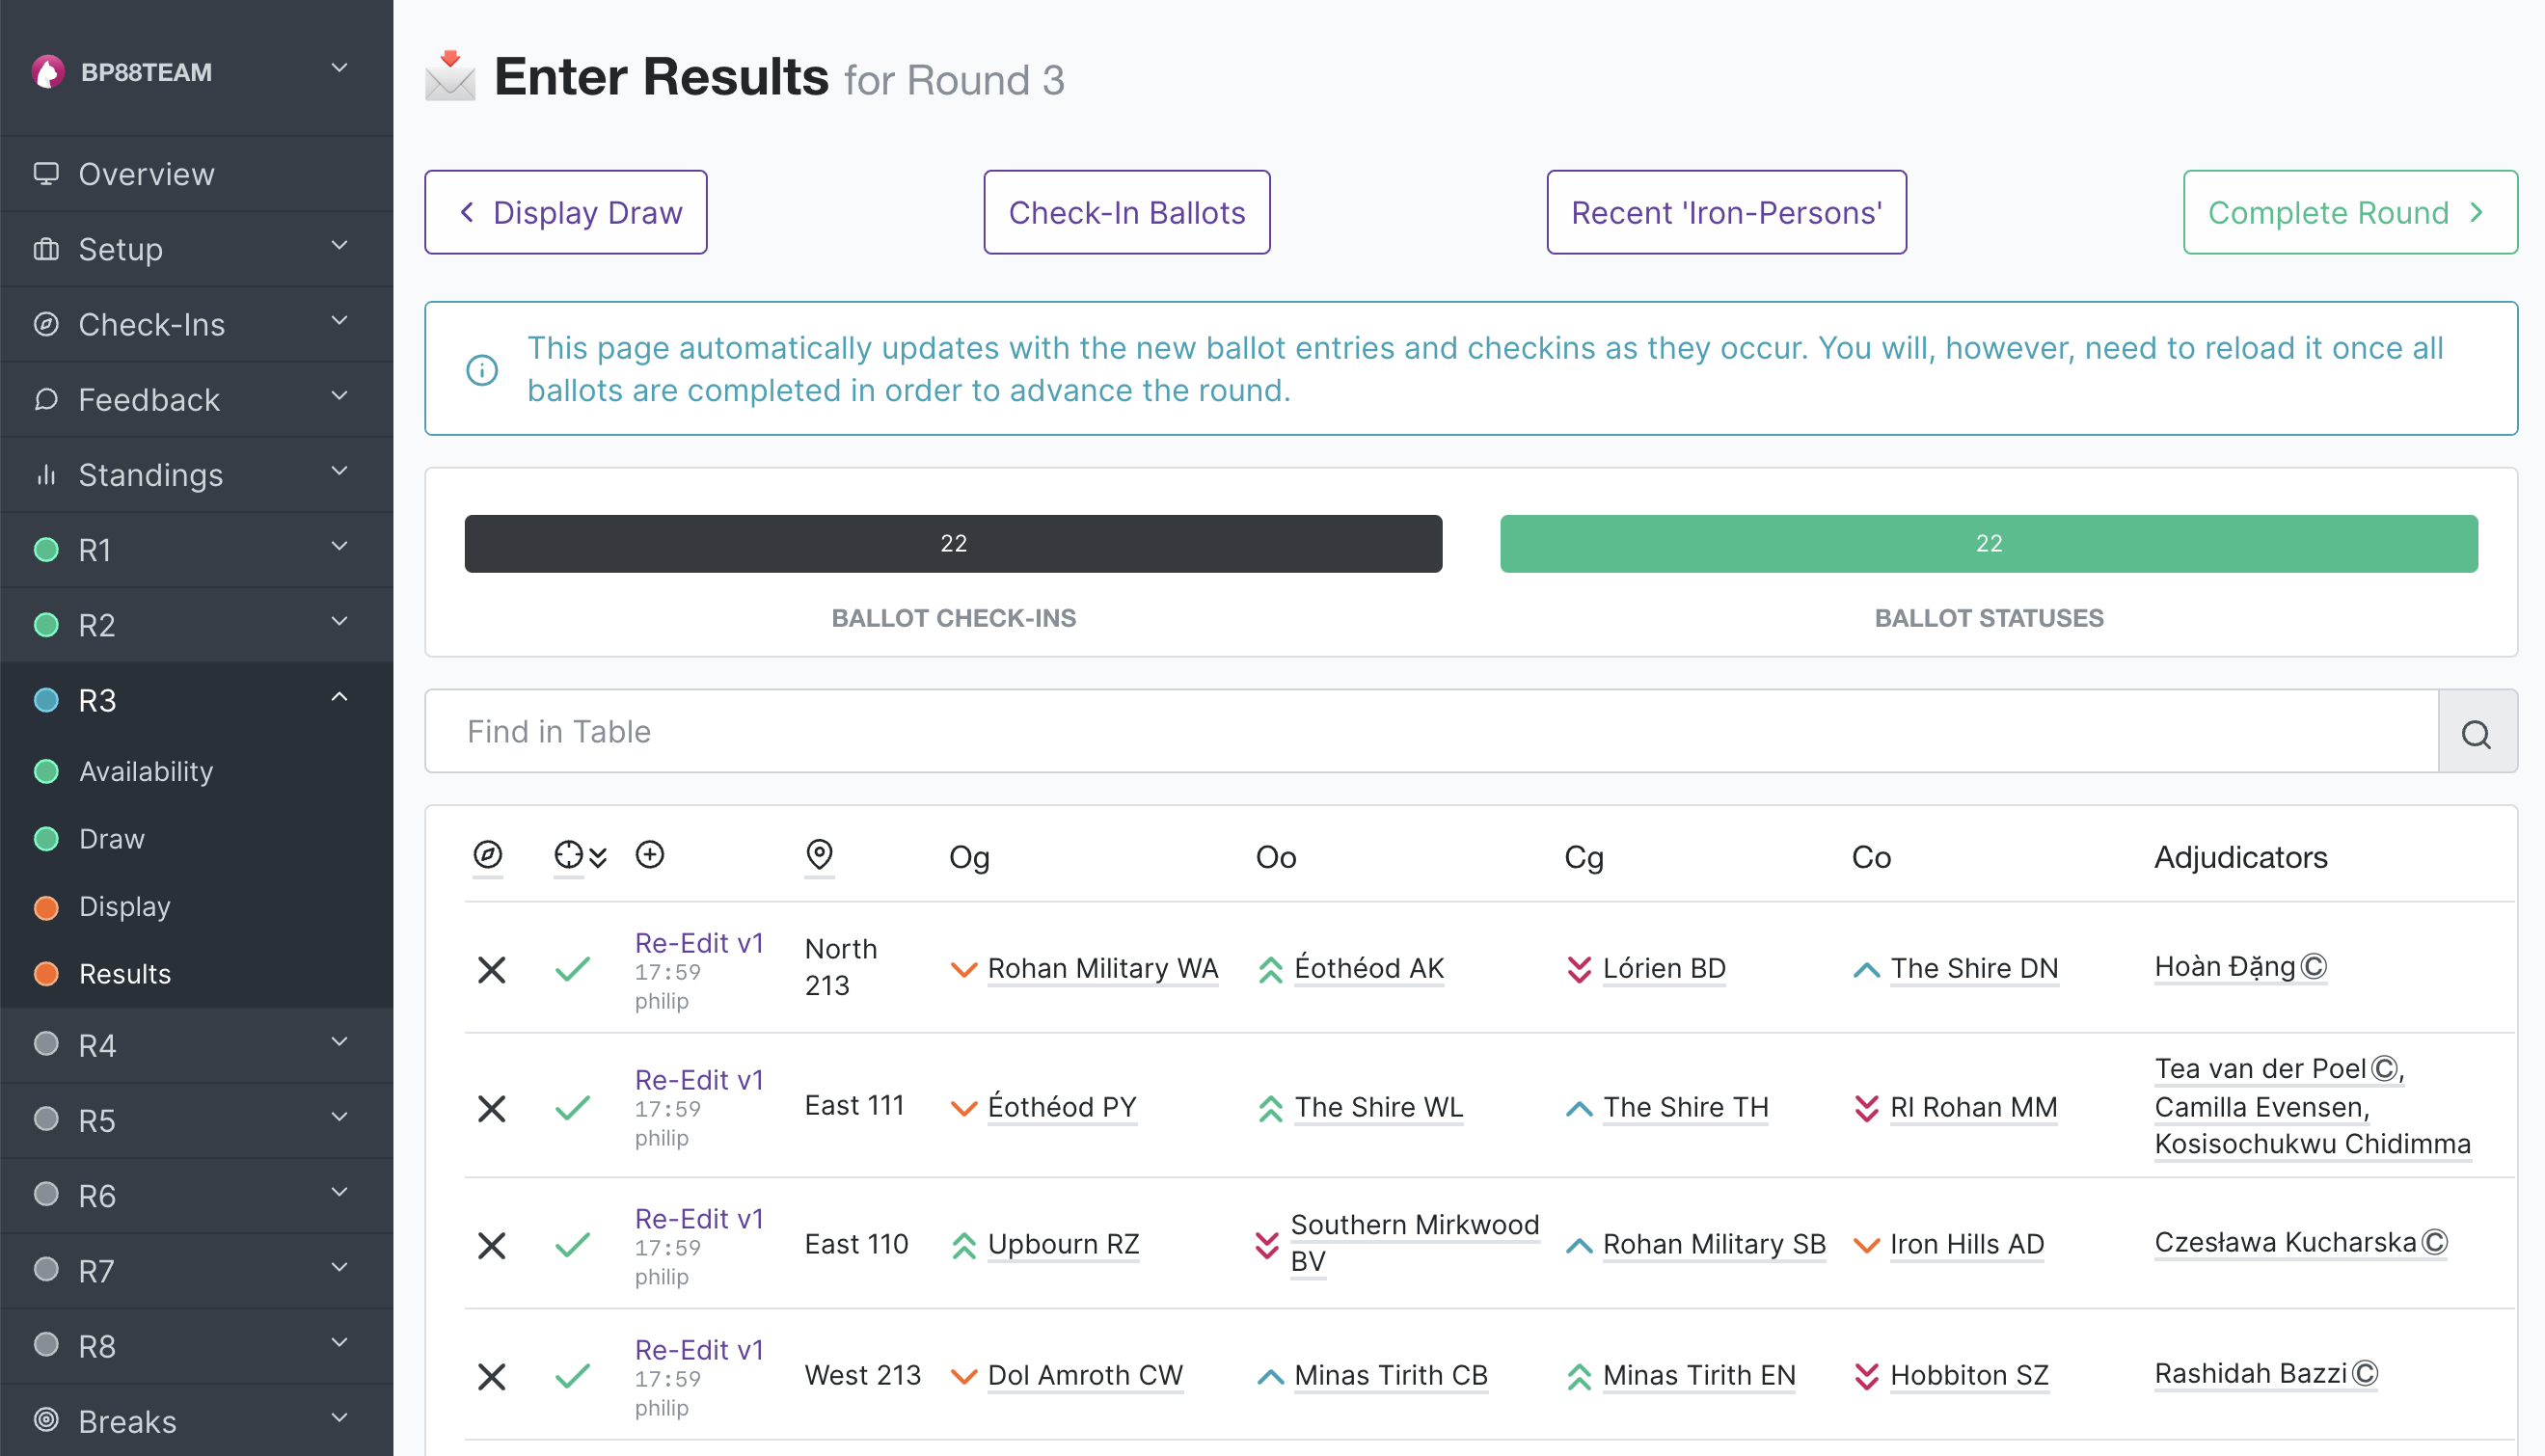 BP88TEAM
Overview
Setup
Check-Ins
Feedback
Standings
R1
R2
R3
Availability
Draw
Display
Results
R4
R5
R6
R7
R8
Breaks
Enter Results for Round 3
Display Draw
Check-In Ballots
Recent 'Iron-Persons'
Complete Round
This page automatically updates with the new ballot entries and checkins as they occur. You will, however, need to reload it once all
ballots are completed in order to advance the round.
22
BALLOT CHECK-INS
22
BALLOT STATUSES
Find in Table
Og Oo Cg Co Adjudicators
Re-Edit v1
17:59
philip
North
213
Rohan Military WA
Éothéod AK
Lórien BD
The Shire DN
Hoàn Đặng Ⓒ
Re-Edit v1
17:59
philip
East 111
Éothéod PY
The Shire WL
The Shire TH
RI Rohan MM
Tea van der Poel Ⓒ,
Camilla Evensen,
Kosisochukwu Chidimma
Re-Edit v1
17:59
philip
East 110
Upbourn RZ
Southern Mirkwood
BV
Rohan Military SB
Iron Hills AD
Czesława Kucharska Ⓒ
Re-Edit v1
17:59
philip
West 213
Dol Amroth CW
Minas Tirith CB
Minas Tirith EN
Hobbiton SZ
Rashidah Bazzi Ⓒ